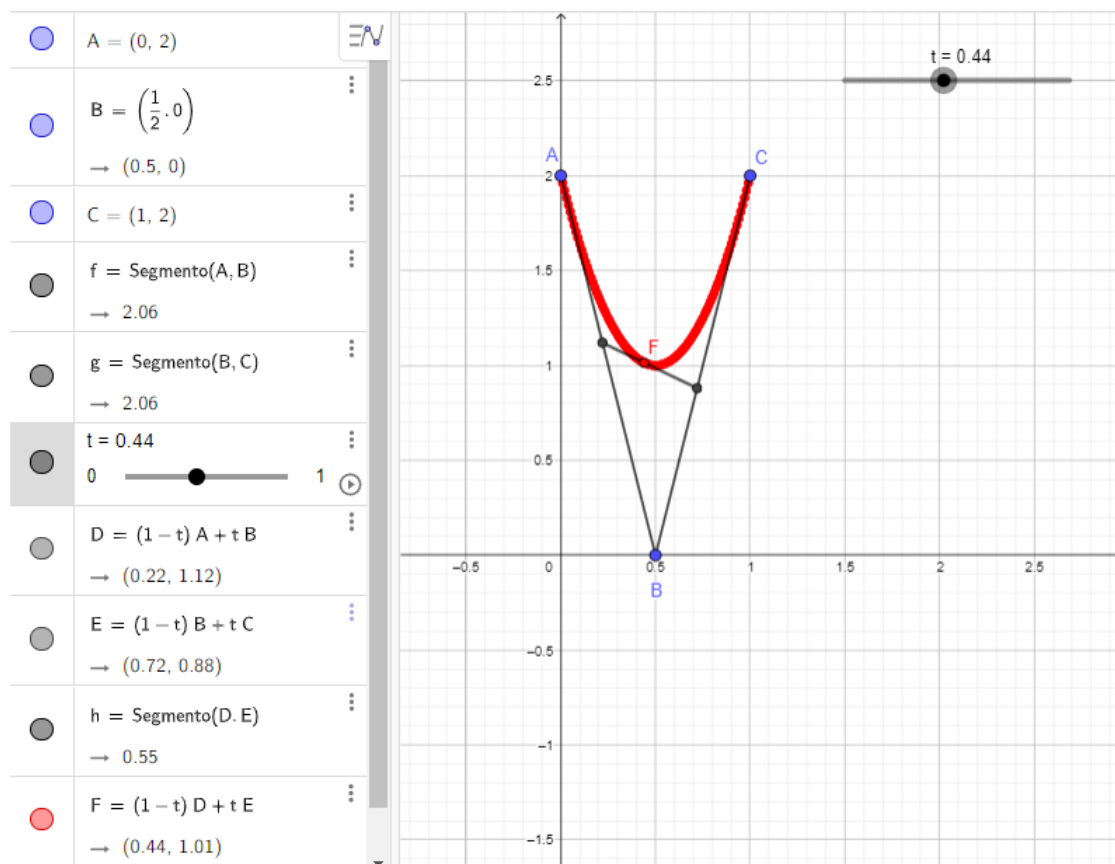 A = (0, 2)
B = (1/2 . 0)
→ (0.5, 0)
C = (1, 2)
f = Segmento(A, B)
→ 2.06
g = Segmento(B, C)
→ 2.06
t = 0.44
0 1
D = (1 − t) A + t B
→ (0.22, 1.12)
E = (1 − t) B + t C
→ (0.72, 0.88)
h = Segmento(D. E)
→ 0.55
F = (1 − t) D + t E
→ (0.44, 1.01)
t = 0.44
2.5
A
C
2
1.5
F
1
0.5
−0.5
0
0.5
1
1.5
2
2.5
B
−0.5
−1
−1.5